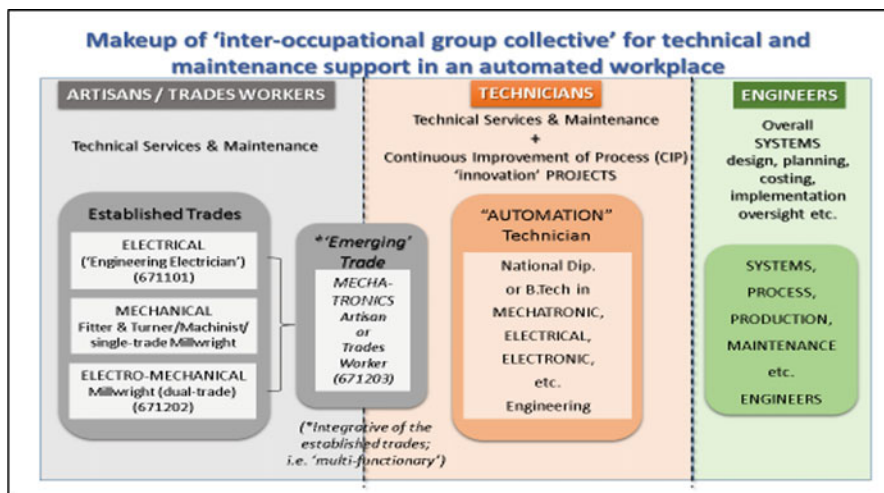 Makeup of ‘inter-occupational group collective’ for technical and
maintenance support in an automated workplace
ARTISANS / TRADES WORKERS
Technical Services & Maintenance
Established Trades
ELECTRICAL
(‘Engineering Electrician’)
(671101)
MECHANICAL
Fitter & Turner/Machinist/
single-trade Millwright
ELECTRO-MECHANICAL
Millwright (dual-trade)
(671202)
*‘Emerging’
Trade
MECHA-
TRONICS
Artisan
or
Trades
Worker
(671203)
(*Integrative of the
established trades;
i.e. ‘multi-functionary’)
TECHNICIANS
Technical Services & Maintenance
+
Continuous Improvement of Process (CIP)
‘innovation’ PROJECTS
“AUTOMATION”
Technician
National Dip.
or B.Tech in
MECHATRONIC,
ELECTRICAL,
ELECTRONIC,
etc.
Engineering
ENGINEERS
Overall
SYSTEMS
design, planning,
costing,
implementation
oversight etc.
SYSTEMS,
PROCESS,
PRODUCTION,
MAINTENANCE
etc.
ENGINEERS